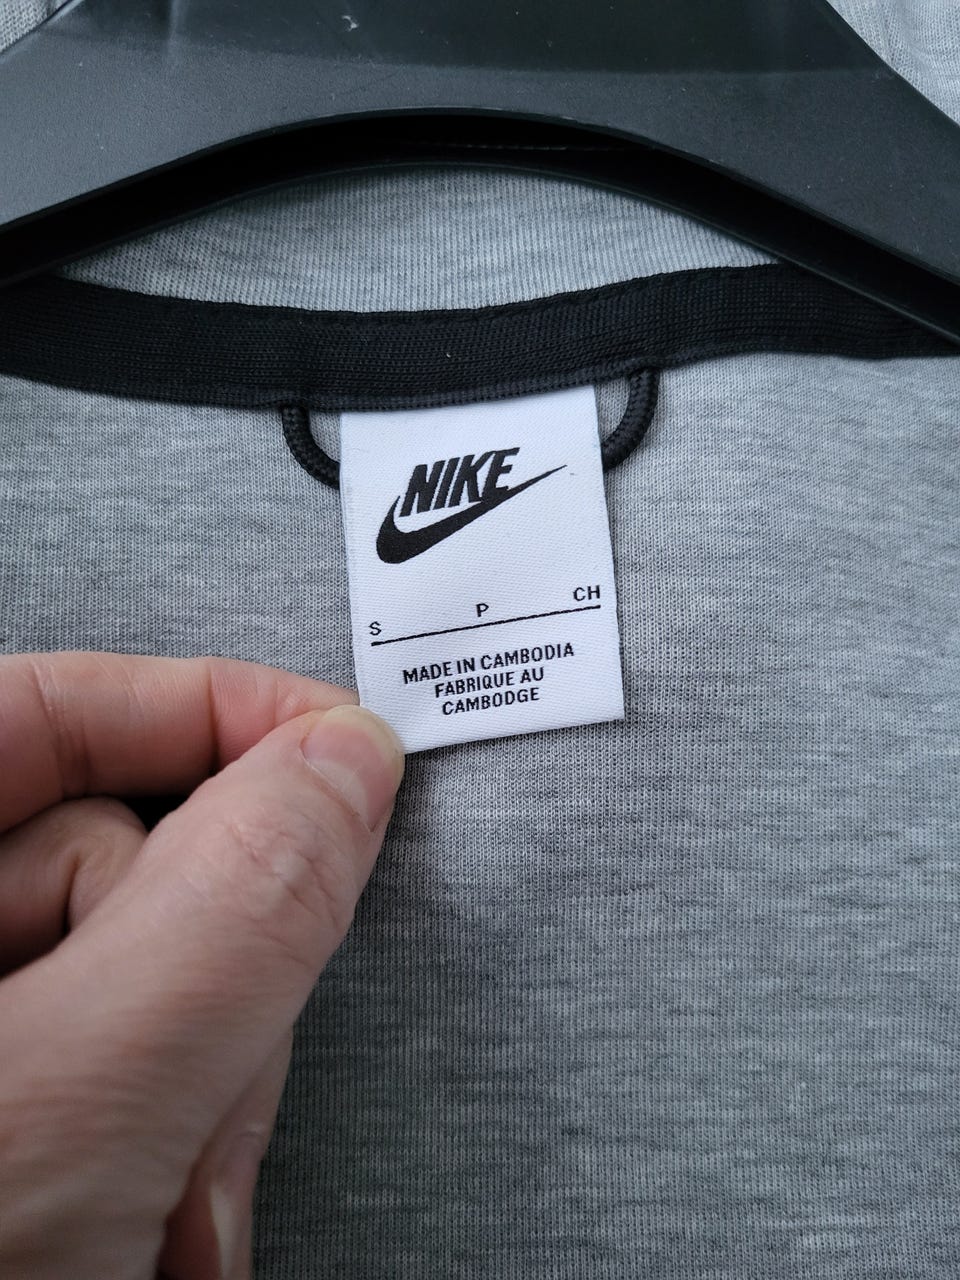 NIKE
S P CH
MADE IN CAMBODIA
FABRIQUE AU
CAMBODGE